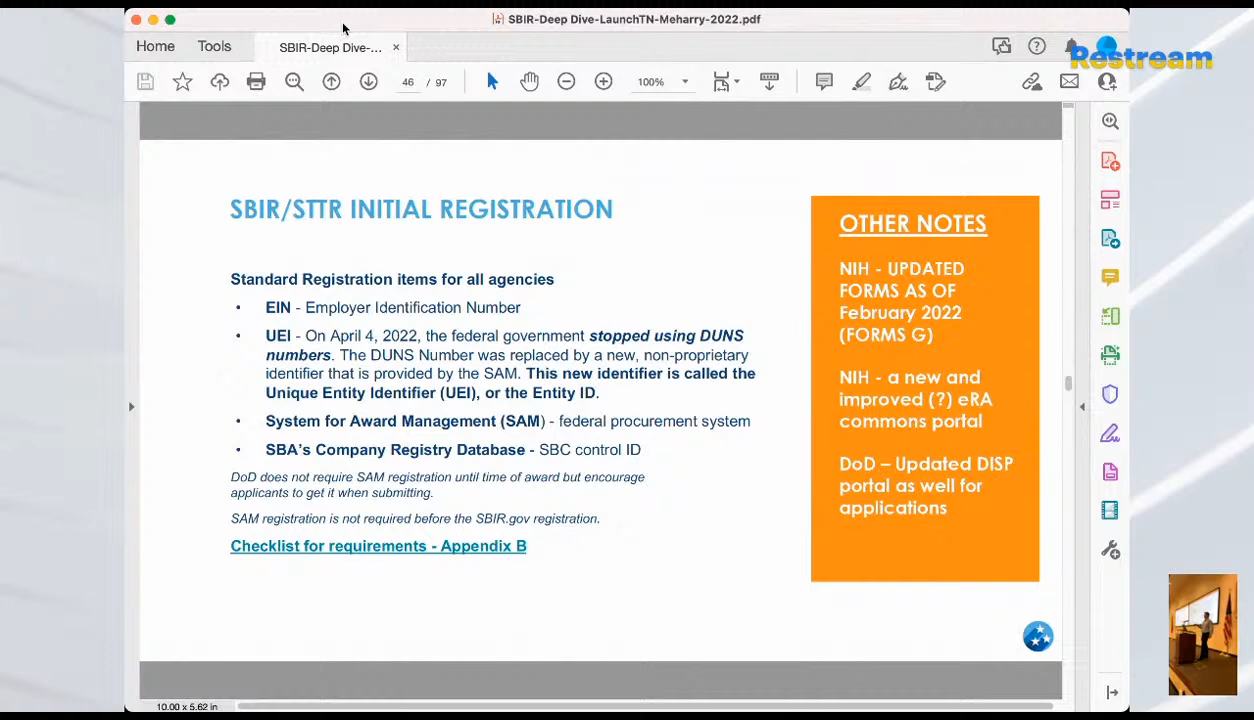 SBIR-Deep Dive-LaunchTN-Meharry-2022.pdf
Home
Tools
SBIR-Deep Dive-...
Restream
46 / 97
100%
SBIR/STTR INITIAL REGISTRATION
Standard Registration items for all agencies
• EIN - Employer Identification Number
• UEI - On April 4, 2022, the federal government stopped using DUNS
numbers. The DUNS Number was replaced by a new, non-proprietary
identifier that is provided by the SAM. This new identifier is called the
Unique Entity Identifier (UEI), or the Entity ID.
• System for Award Management (SAM) - federal procurement system
• SBA's Company Registry Database - SBC control ID
DoD does not require SAM registration until time of award but encourage
applicants to get it when submitting.
SAM registration is not required before the SBIR.gov registration.
Checklist for requirements - Appendix B
OTHER NOTES
NIH - UPDATED
FORMS AS OF
February 2022
(FORMS G)
NIH - a new and
improved (?) eRA
commons portal
DoD – Updated DISP
portal as well for
applications
10.00 x 5.62 in